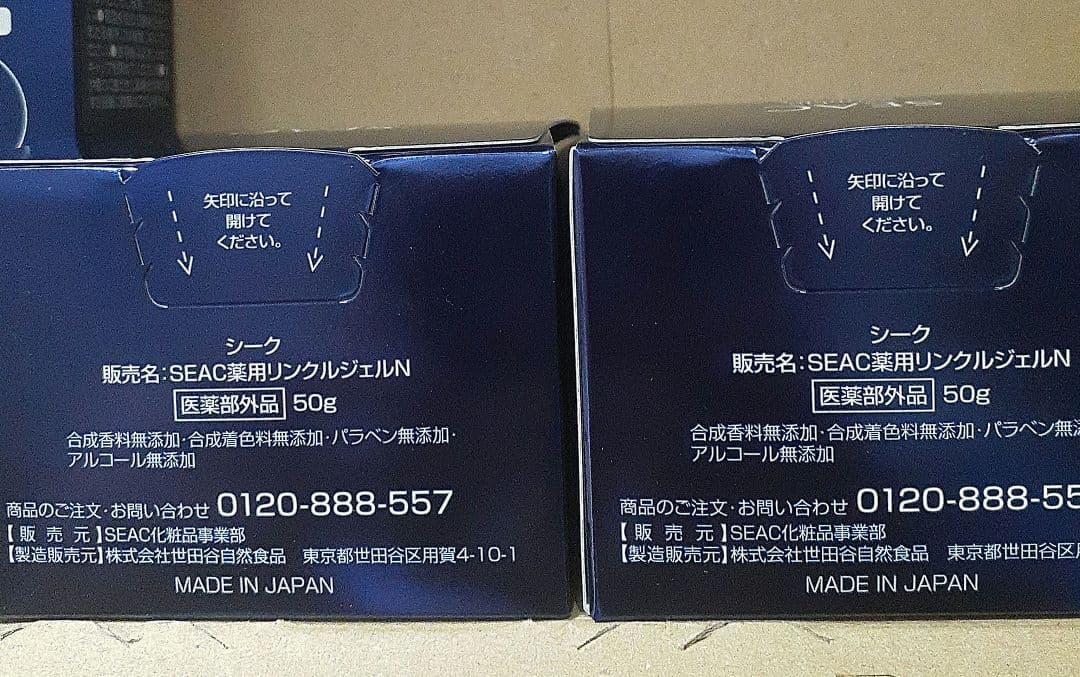 矢印に沿って
開けて
ください。
シーク
販売名:SEAC薬用リンクルジェルN
医薬部外品 50g
合成香料無添加・合成着色料無添加・パラベン無添加・
アルコール無添加
商品のご注文・お問い合わせ 0120-888-557
【販売元】SEAC化粧品事業部
【製造販売元】株式会社世田谷自然食品 東京都世田谷区用賀4-10-1
MADE IN JAPAN
矢印に沿って
開けて
ください。
シーク
販売名:SEAC薬用リンクルジェルN
医薬部外品 50g
合成香料無添加・合成着色料無添加・パラベン無
アルコール無添加
商品のご注文・お問い合わせ 0120-888-55
【販売元】SEAC化粧品事業部
【製造販売元】株式会社世田谷自然食品 東京都世田谷区
MADE IN JAPAN